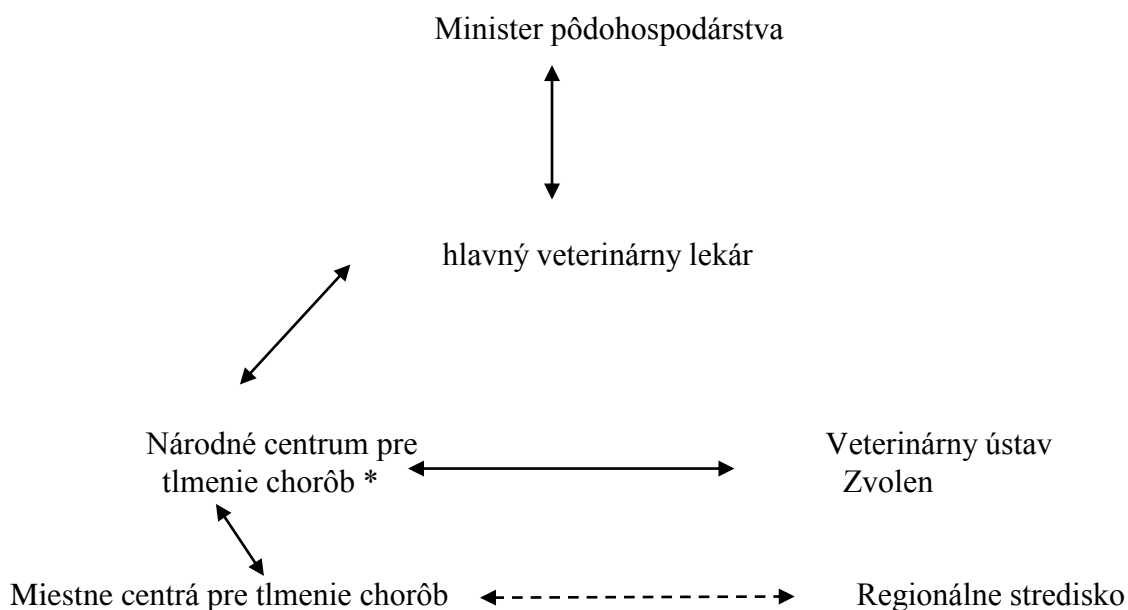 Minister pôdohospodárstva
hlavný veterinárny lekár
Národné centrum pre
tlmenie chorôb *
Veterinárny ústav
Zvolen
Miestne centrá pre tlmenie chorôb
Regionálne stredisko